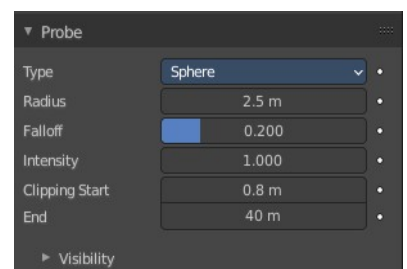 Probe
Type Sphere
Radius 2.5 m
Falloff 0.200
Intensity 1.000
Clipping Start 0.8 m
End 40 m
Visibility